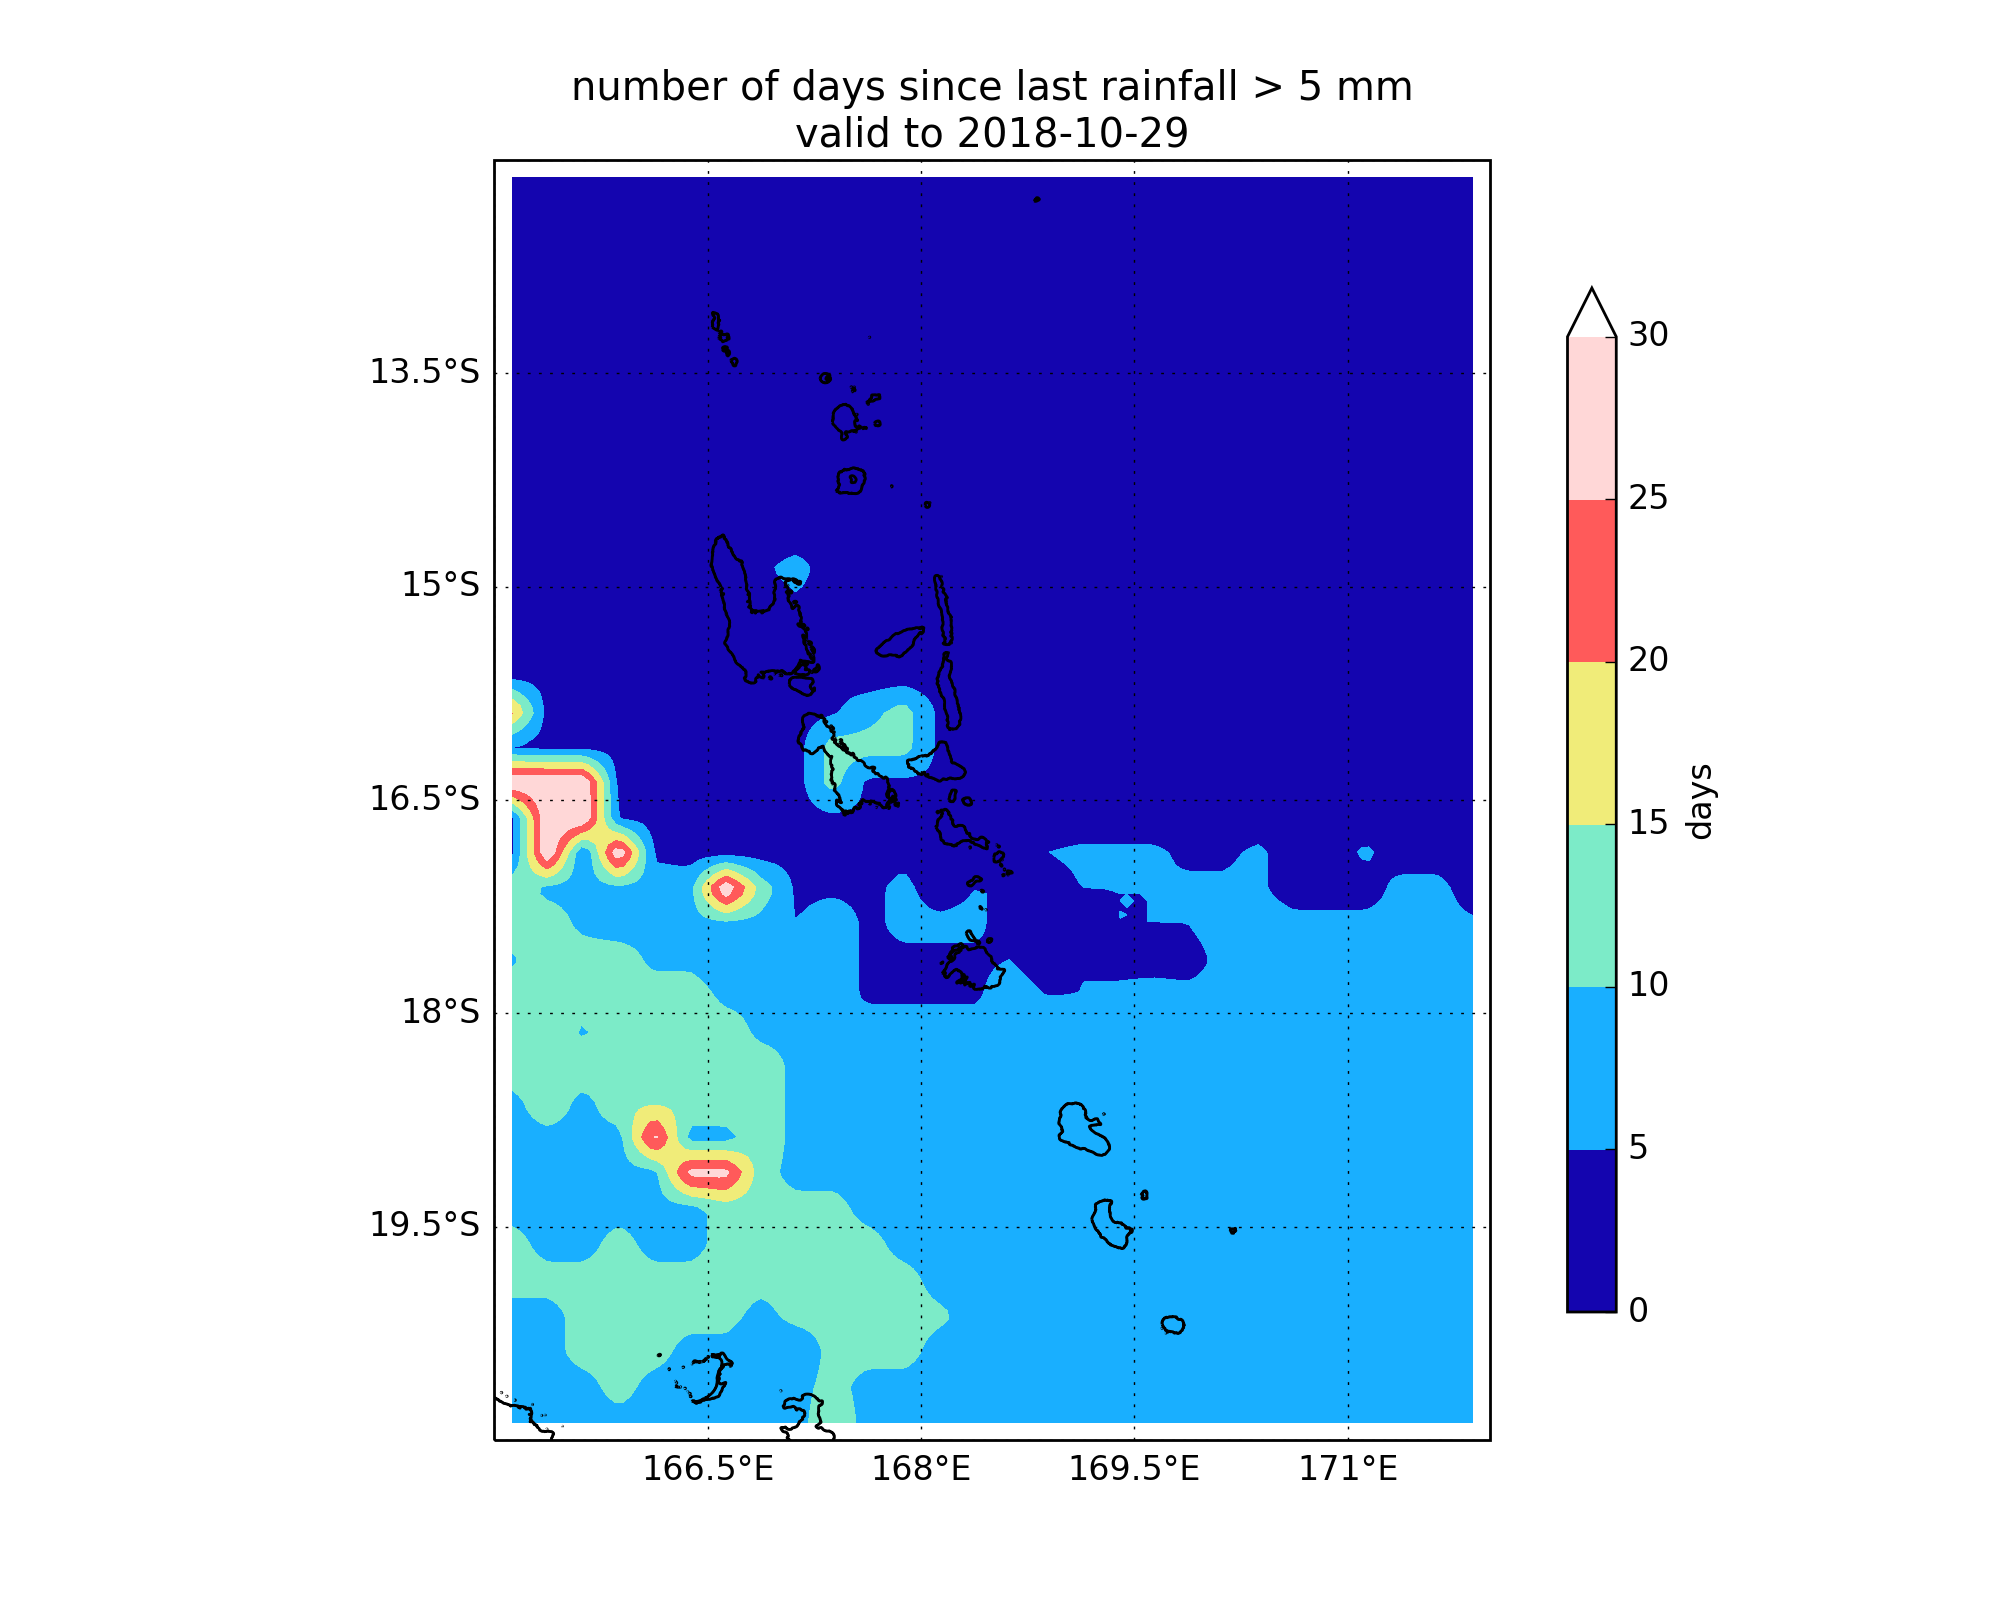 number of days since last rainfall > 5 mm
valid to 2018-10-29
13.5°S
15°S
16.5°S
18°S
19.5°S
166.5°E
168°E
169.5°E
171°E
30
25
20
15
10
5
0
days